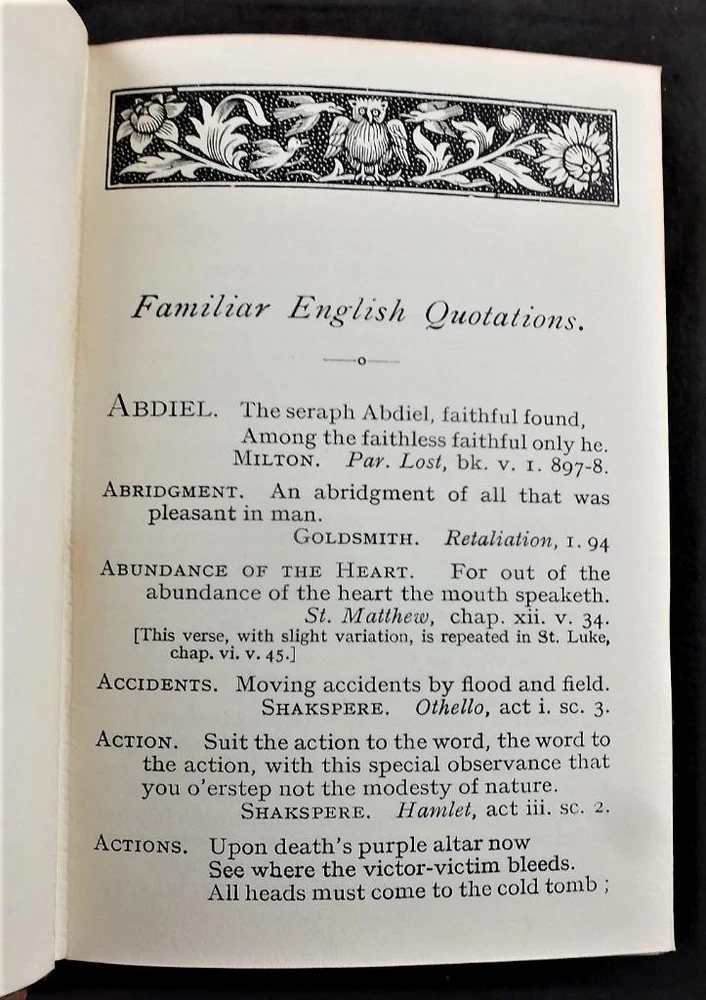 Familiar English Quotations.
ABDIEL. The seraph Abdiel, faithful found,
Among the faithless faithful only he.
MILTON. Par. Lost, bk. v. l. 897-8.
ABRIDGMENT. An abridgment of all that was
pleasant in man.
GOLDSMITH. Retaliation, l. 94
ABUNDANCE OF THE HEART. For out of the
abundance of the heart the mouth speaketh.
St. Matthew, chap. xii. v. 34.
[This verse, with slight variation, is repeated in St. Luke,
chap. vi. v. 45.]
ACCIDENTS. Moving accidents by flood and field.
SHAKSPERE. Othello, act i. sc. 3.
ACTION. Suit the action to the word, the word to
the action, with this special observance that
you o'erstep not the modesty of nature.
SHAKSPERE. Hamlet, act iii. sc. 2.
ACTIONS. Upon death's purple altar now
See where the victor-victim bleeds.
All heads must come to the cold tomb ;